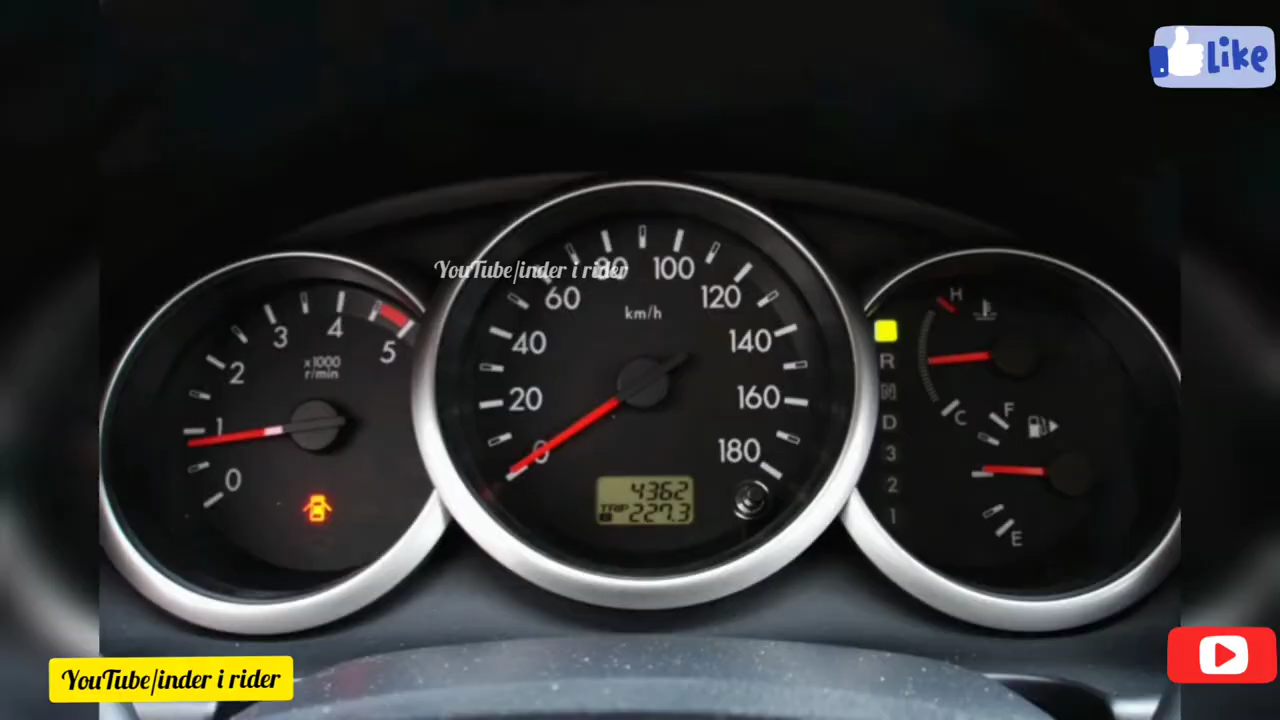 Like
YouTube/inder i rider
0
1
2
3
4
5
x1000
r/min
0
20
40
60
80
100
120
140
160
180
km/h
4362
TRIP
B 227.3
R
N
D
3
2
1
H
C
F
E
YouTube/inder i rider